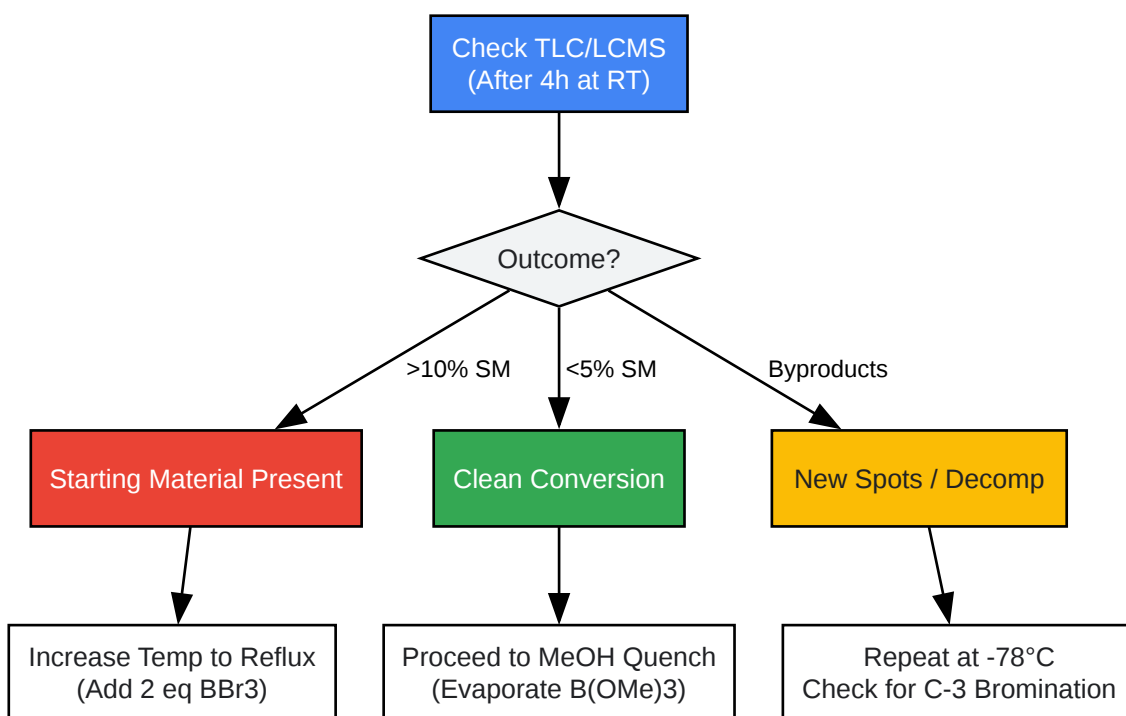 Check TLC/LCMS
(After 4h at RT)
Outcome?
>10% SM
<5% SM
Byproducts
Starting Material Present
Clean Conversion
New Spots / Decomp
Increase Temp to Reflux
(Add 2 eq BBr3)
Proceed to MeOH Quench
(Evaporate B(OMe)3)
Repeat at -78°C
Check for C-3 Bromination